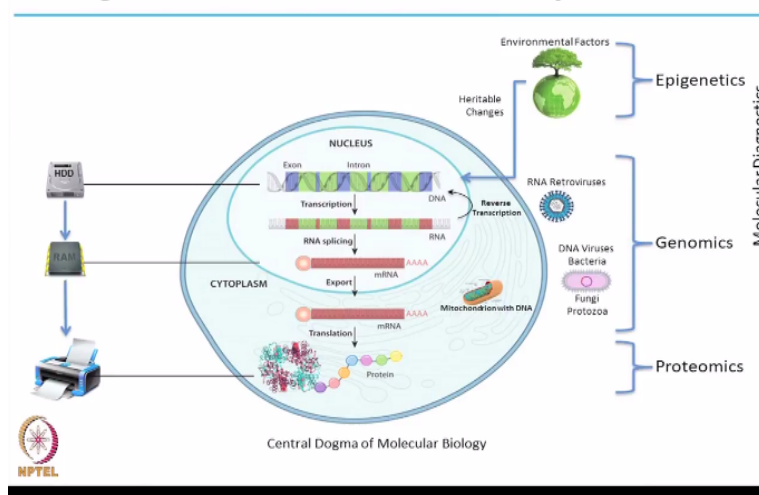 Environmental Factors
Epigenetics
Heritable
Changes
NUCLEUS
HDD
Exon
Intron
DNA
Transcription
Reverse
Transcription
RNA Retroviruses
RNA
RNA splicing
Genomics
RAM
mRNA
AAAA
DNA Viruses
Bacteria
CYTOPLASM
Export
Fungi
Protozoa
Mitochondrion with DNA
mRNA
AAAA
Translation
Proteomics
Protein
Central Dogma of Molecular Biology
NPTEL
Molecular Diagnostics